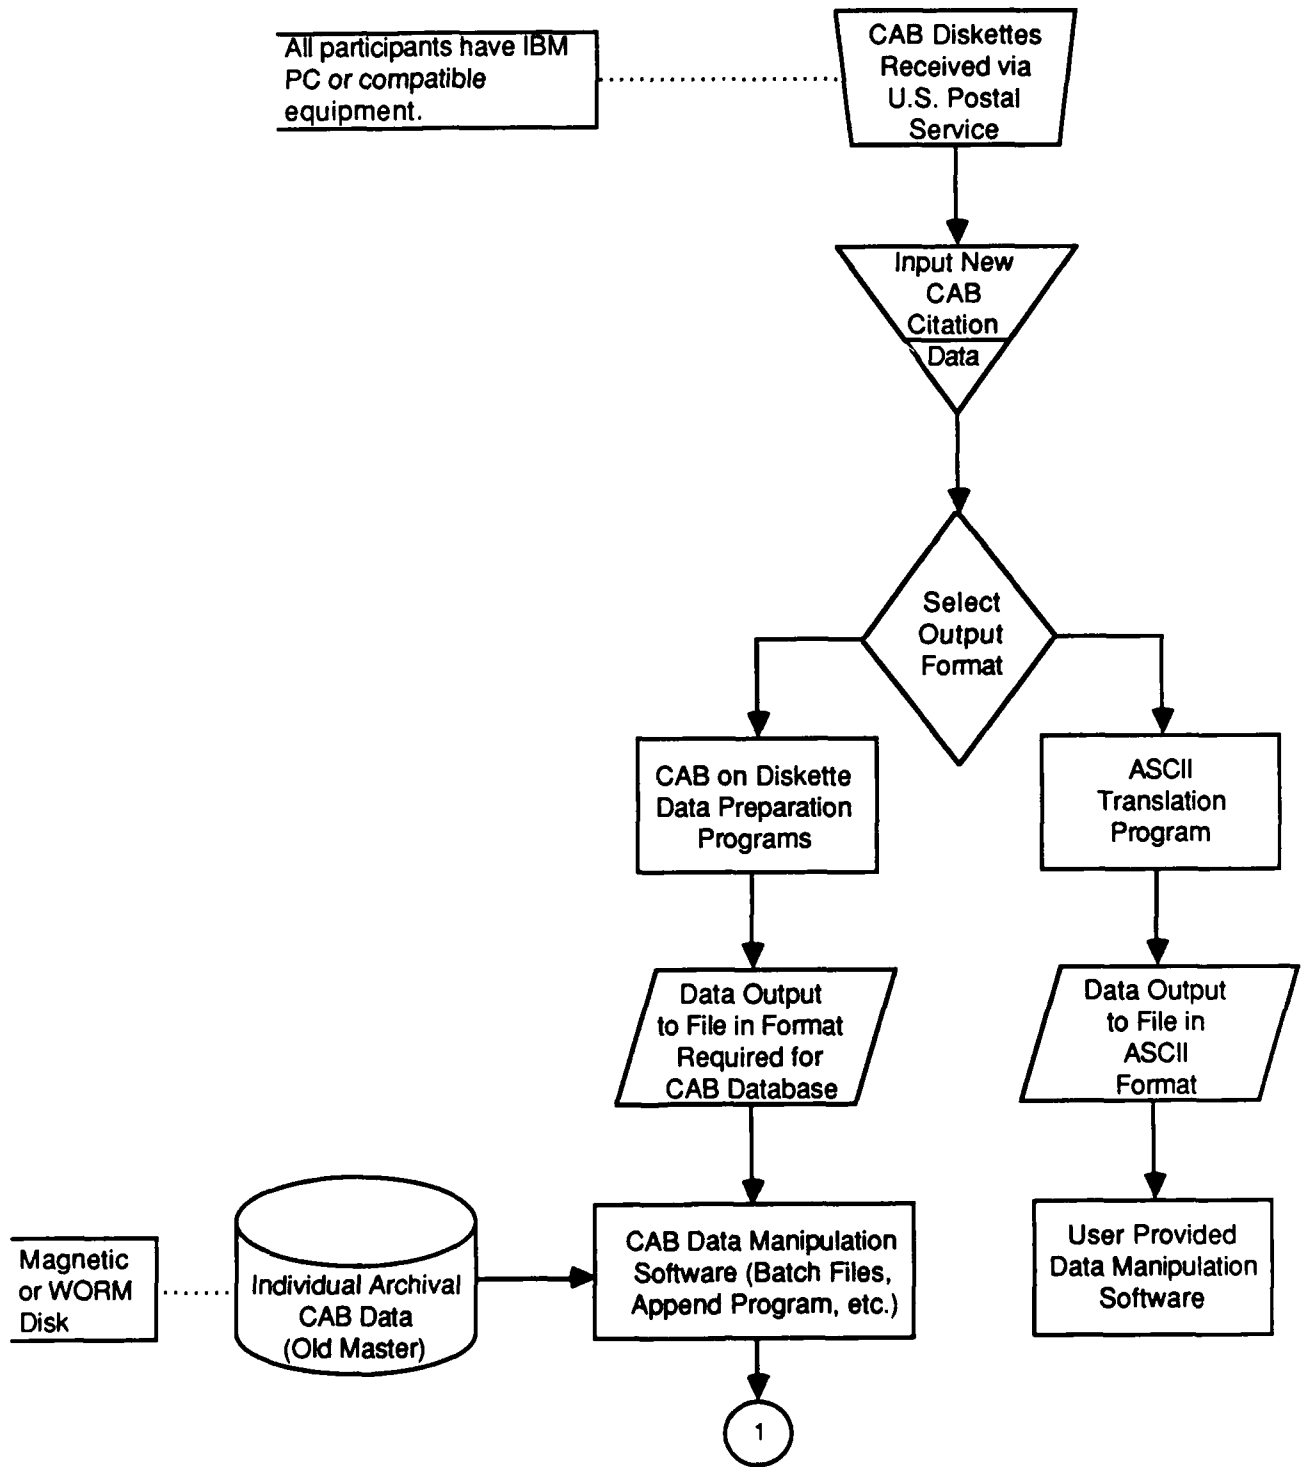 All participants have IBM
PC or compatible
equipment.
CAB Diskettes
Received via
U.S. Postal
Service
Input New
CAB
Citation
Data
Select
Output
Format
CAB on Diskette
Data Preparation
Programs
ASCII
Translation
Program
Data Output
to File in Format
Required for
CAB Database
Data Output
to File in
ASCII
Format
Magnetic
or WORM
Disk
Individual Archival
CAB Data
(Old Master)
CAB Data Manipulation
Software (Batch Files,
Append Program, etc.)
User Provided
Data Manipulation
Software
1